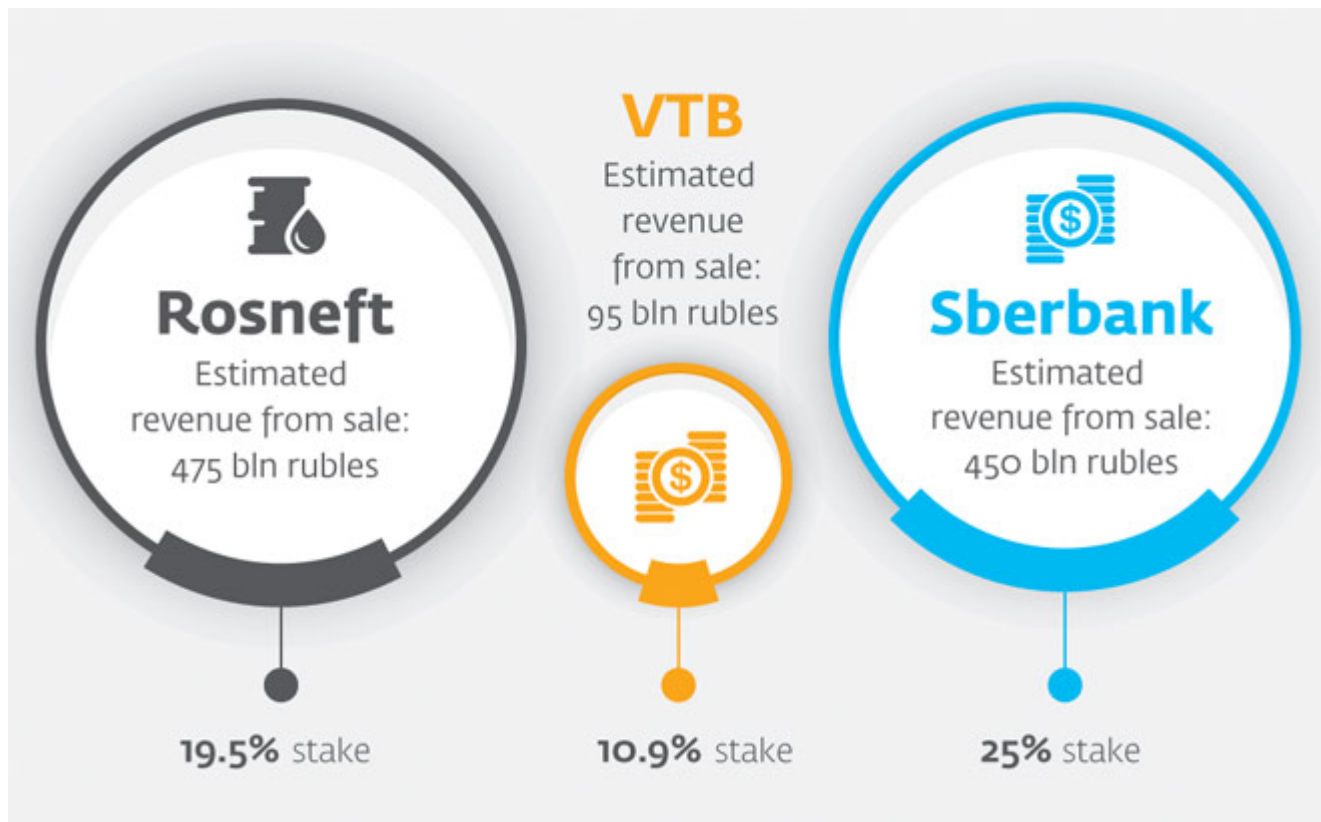 Rosneft
Estimated
revenue from sale:
475 bln rubles
19.5% stake
VTB
Estimated
revenue
from sale:
95 bln rubles
$
10.9% stake
$
Sberbank
Estimated
revenue from sale:
450 bln rubles
25% stake